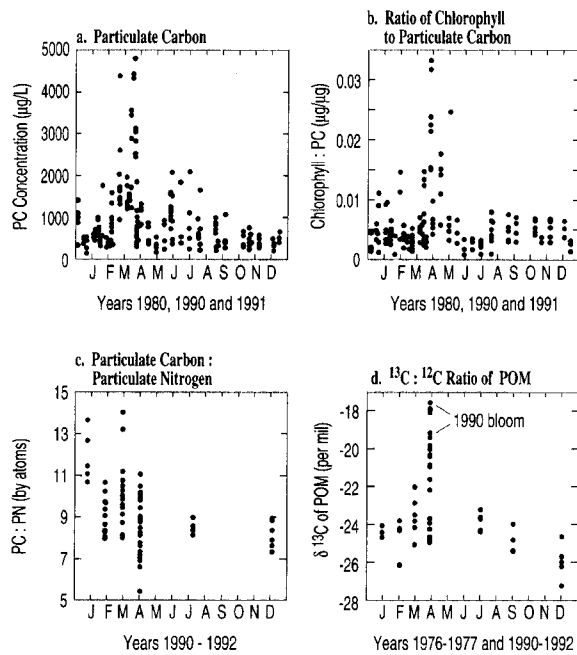 a. Particulate Carbon
PC Concentration (µg/L)
5000
4000
3000
2000
1000
0
J F M A M J J A S O N D
Years 1980, 1990 and 1991
b. Ratio of Chlorophyll
to Particulate Carbon
Chlorophyll : PC (µg/µg)
0.03
0.02
0.01
0
J F M A M J J A S O N D
Years 1980, 1990 and 1991
c. Particulate Carbon :
Particulate Nitrogen
PC : PN (by atoms)
15
13
11
9
7
5
J F M A M J J A S O N D
Years 1990 - 1992
d. ¹³C : ¹²C Ratio of POM
δ ¹³C of POM (per mil)
-18
-20
-22
-24
-26
-28
1990 bloom
J F M A M J J A S O N D
Years 1976-1977 and 1990-1992